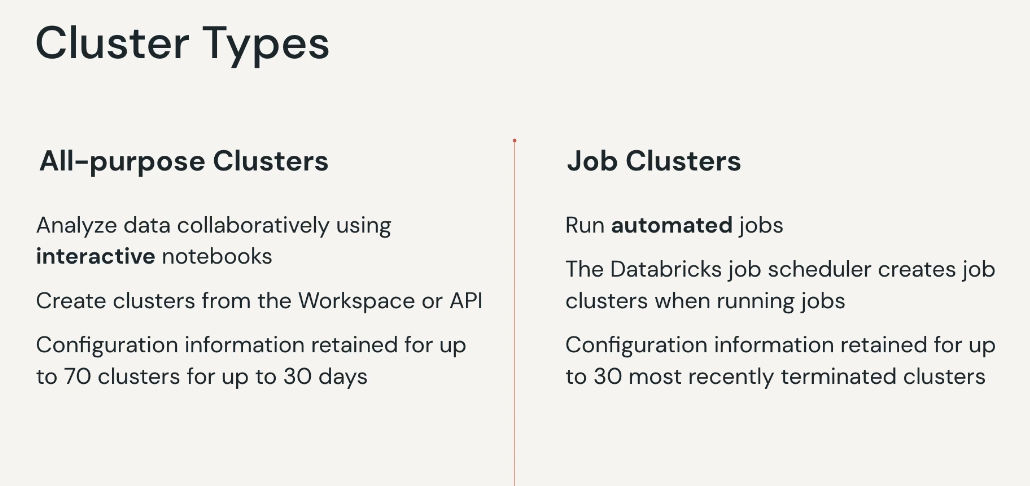 Cluster Types
All-purpose Clusters
Analyze data collaboratively using
interactive notebooks
Create clusters from the Workspace or API
Configuration information retained for up
to 70 clusters for up to 30 days
Job Clusters
Run automated jobs
The Databricks job scheduler creates job
clusters when running jobs
Configuration information retained for up
to 30 most recently terminated clusters